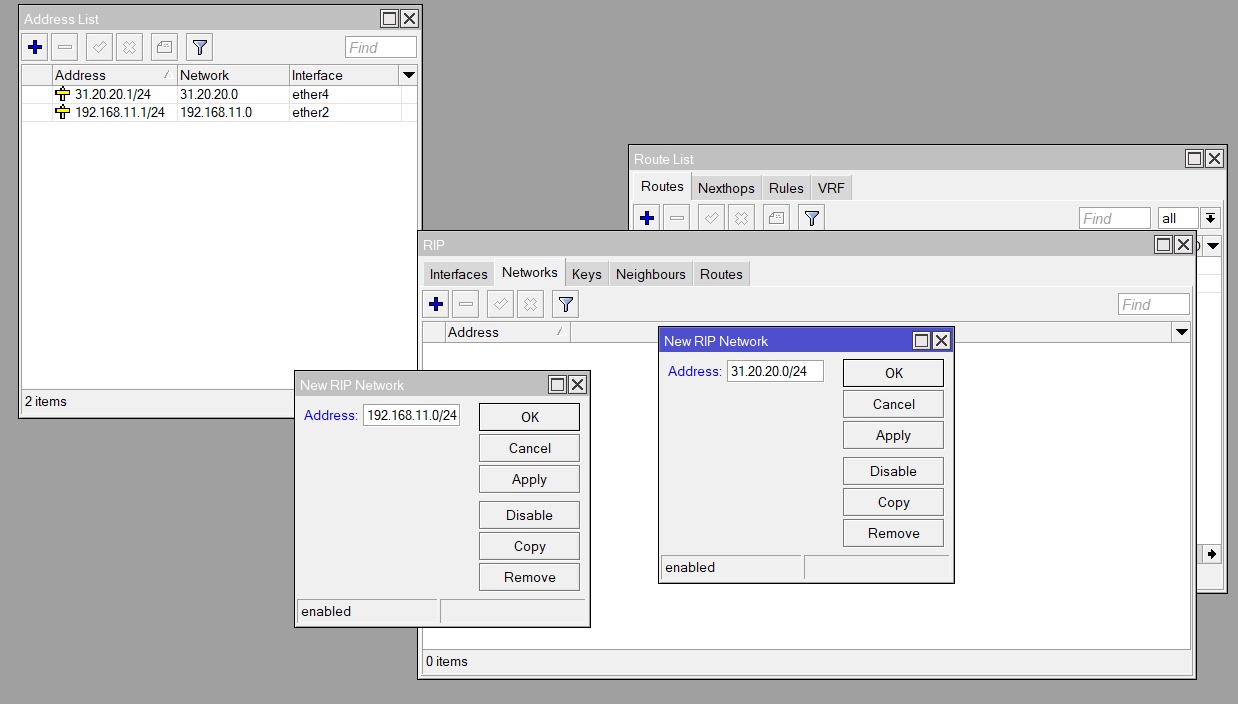 Address List
Find
Address Network Interface
31.20.20.1/24 31.20.20.0 ether4
192.168.11.1/24 192.168.11.0 ether2
2 items
Route List
Routes Nexthops Rules VRF
Find all
RIP
Interfaces Networks Keys Neighbours Routes
Find
Address
0 items
New RIP Network
Address: 192.168.11.0/24
OK
Cancel
Apply
Disable
Copy
Remove
enabled
New RIP Network
Address: 31.20.20.0/24
OK
Cancel
Apply
Disable
Copy
Remove
enabled